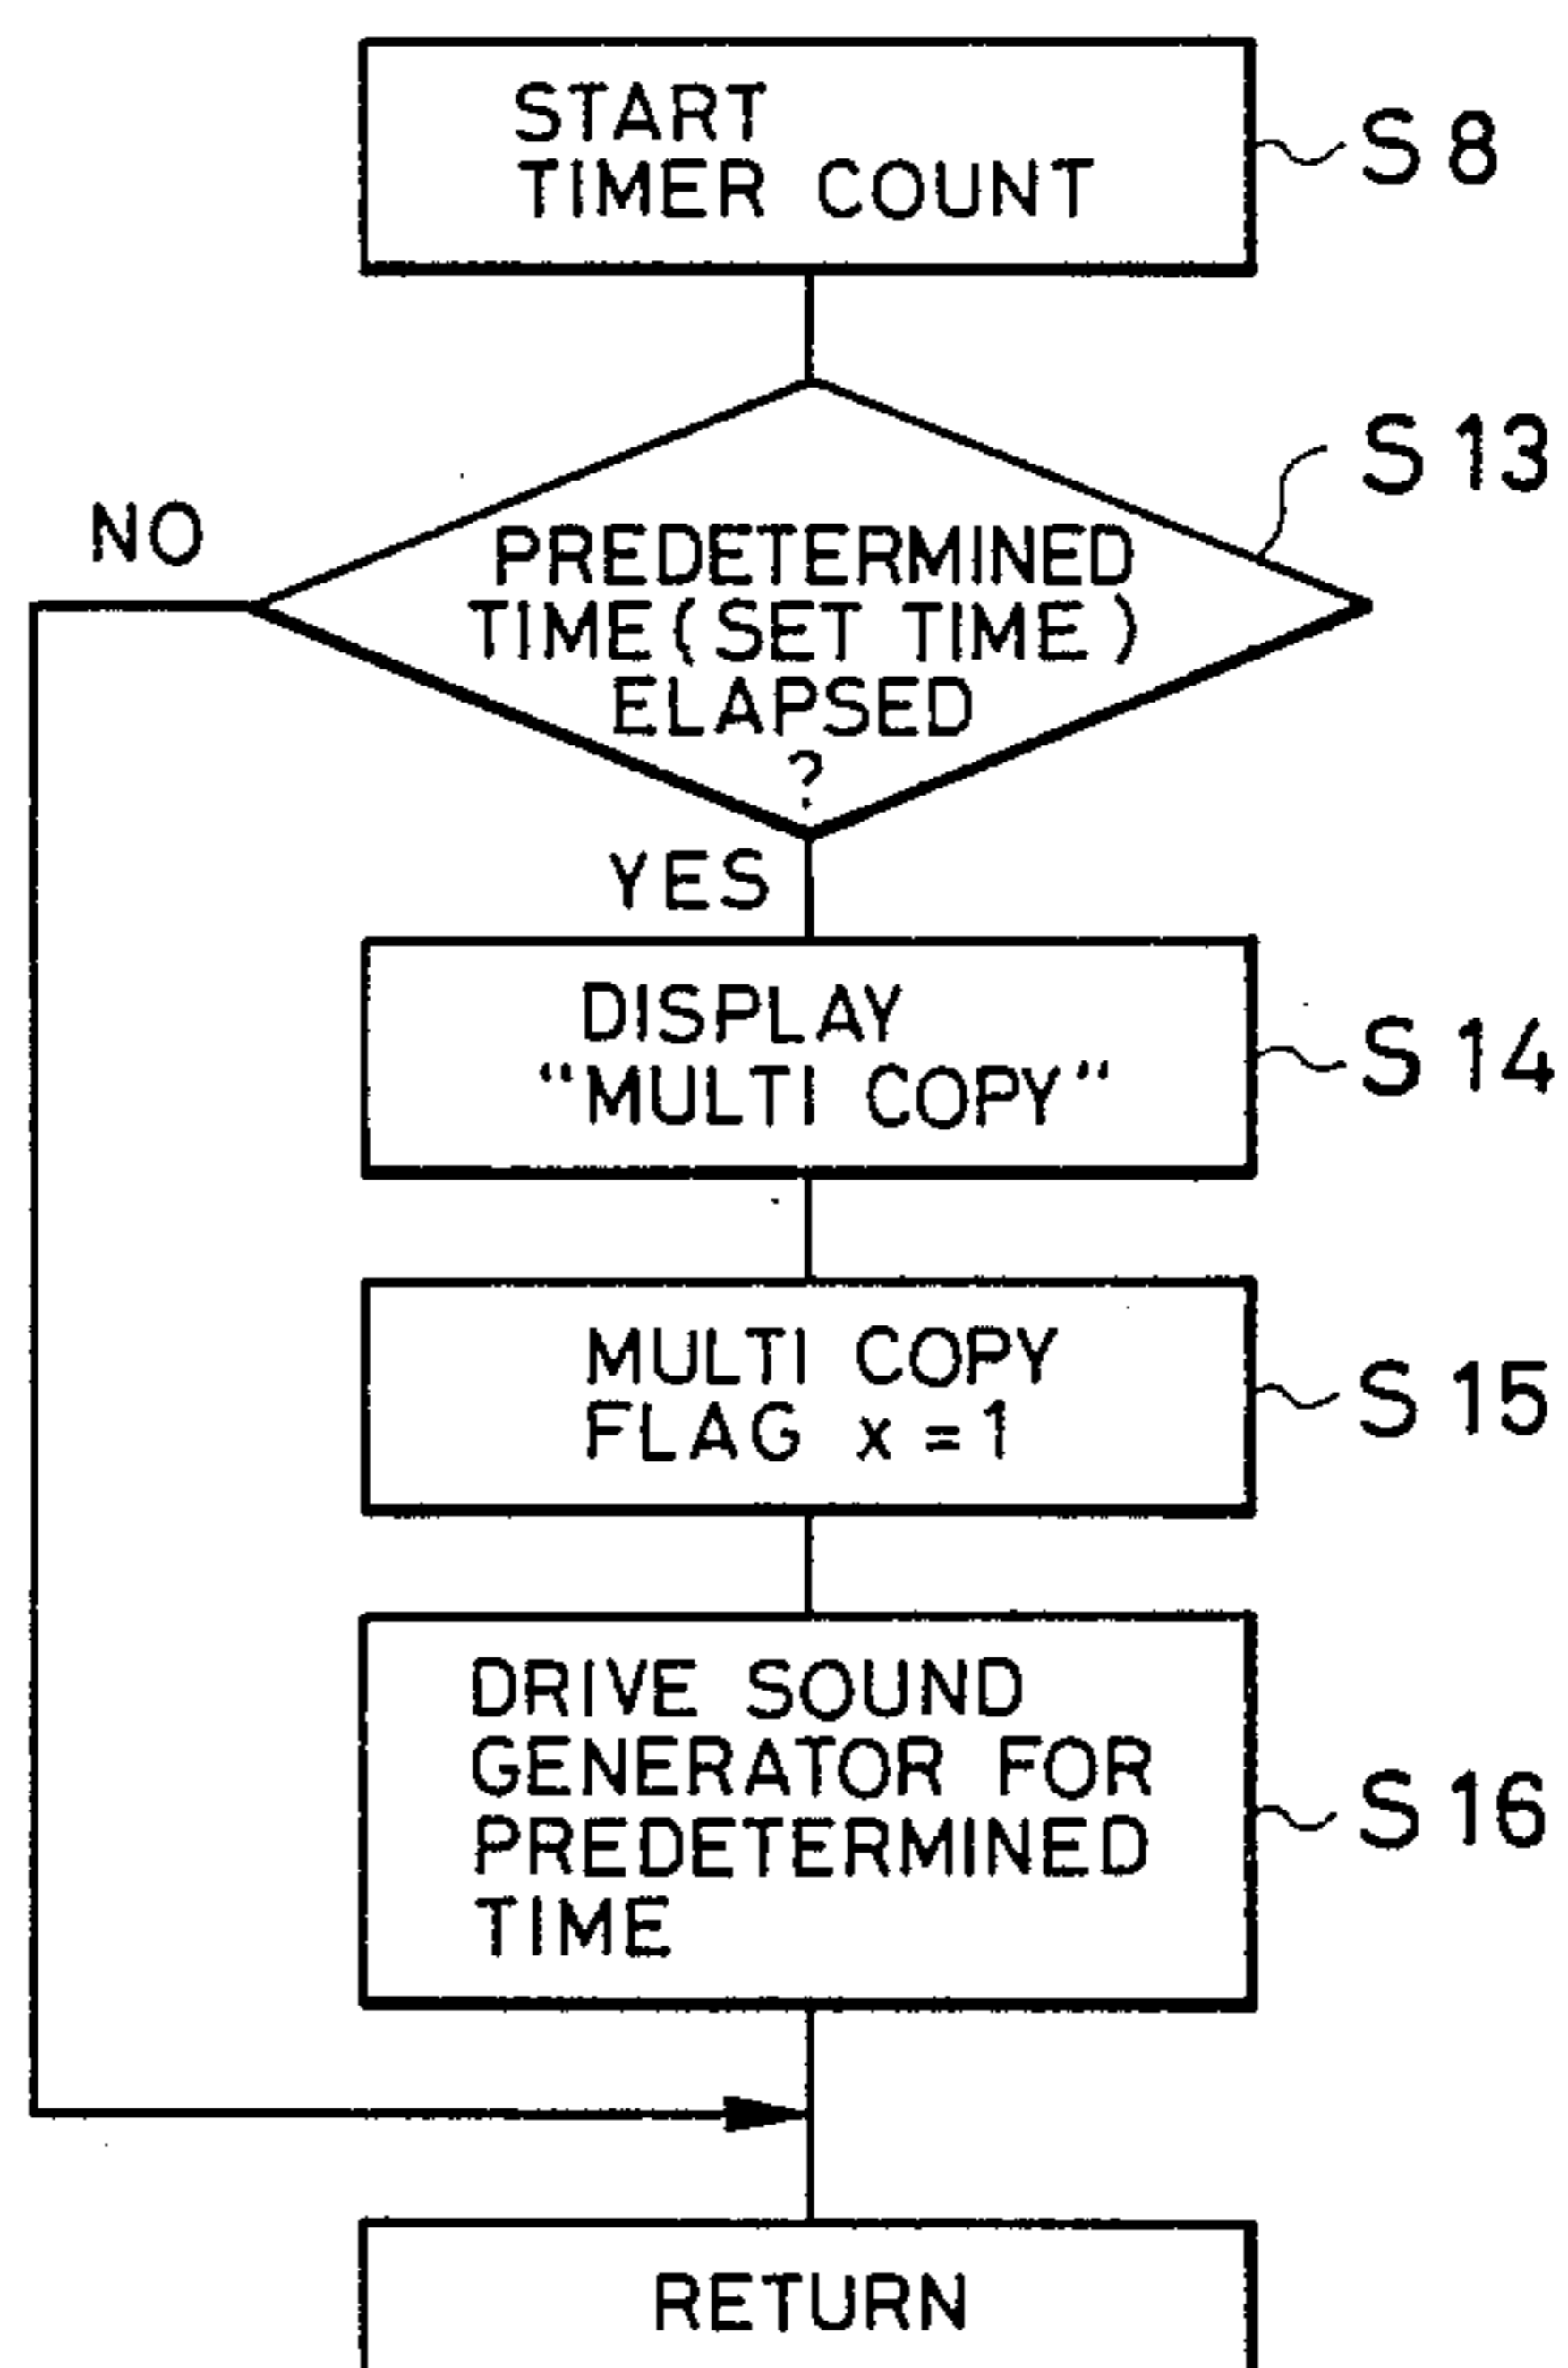 START
TIMER COUNT
S8
S13
NO
PREDETERMINED
TIME (SET TIME)
ELAPSED
?
YES
DISPLAY
"MULTI COPY"
S14
MULTI COPY
FLAG x = 1
S15
DRIVE SOUND
GENERATOR FOR
PREDETERMINED
TIME
S16
RETURN